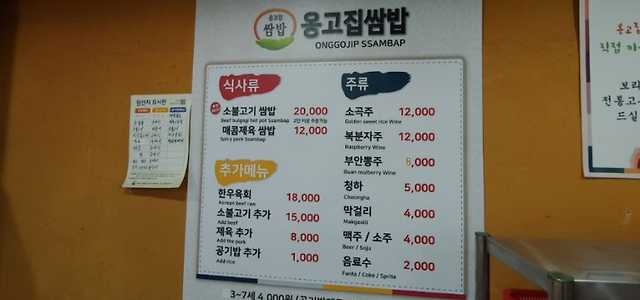 옹고집
쌈밥
옹고집쌈밥
ONGGOJIP SSAMBAP
식사류
소불고기 쌈밥 20,000
Beef bulgogi hot pot Ssambap
매콤제육 쌈밥 12,000
Spicy pork Ssambap
추가메뉴
한우육회 18,000
Korean beef raw
소불고기 추가 15,000
Add beef
제육 추가 8,000
Add the pork
공기밥 추가 1,000
Add rice
주류
소곡주 12,000
Golden sweet rice Wine
복분자주 12,000
Raspberry Wine
부안뽕주 8,000
Buan mulberry Wine
청하 5,000
Cheongha
막걸리 4,000
Makgeolli
맥주 / 소주 4,000
Beer / Soju
음료수 2,000
Fanta / Coke / Sprite
3~7세 4,000원
원산지 표시판
옹고집
직접
보리
전통고
드실